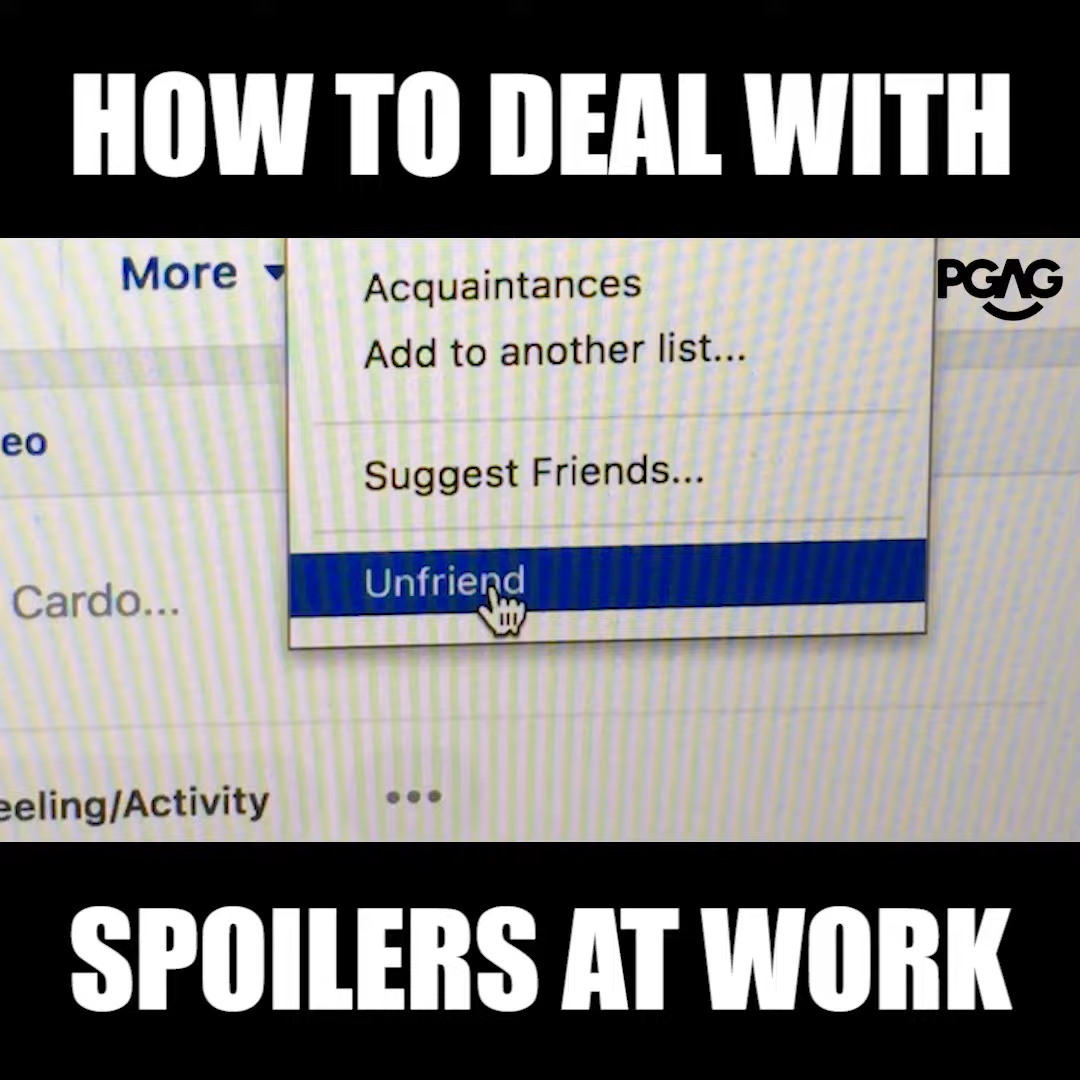 HOW TO DEAL WITH
PGAG
More
Acquaintances
Add to another list...
eo
Suggest Friends...
Unfriend
Cardo...
eeling/Activity
SPOILERS AT WORK